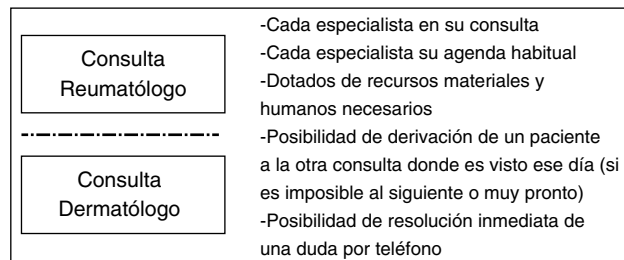 Consulta
Reumatólogo
Consulta
Dermatólogo
-Cada especialista en su consulta
-Cada especialista su agenda habitual
-Dotados de recursos materiales y
humanos necesarios
-Posibilidad de derivación de un paciente
a la otra consulta donde es visto ese día (si
es imposible al siguiente o muy pronto)
-Posibilidad de resolución inmediata de
una duda por teléfono